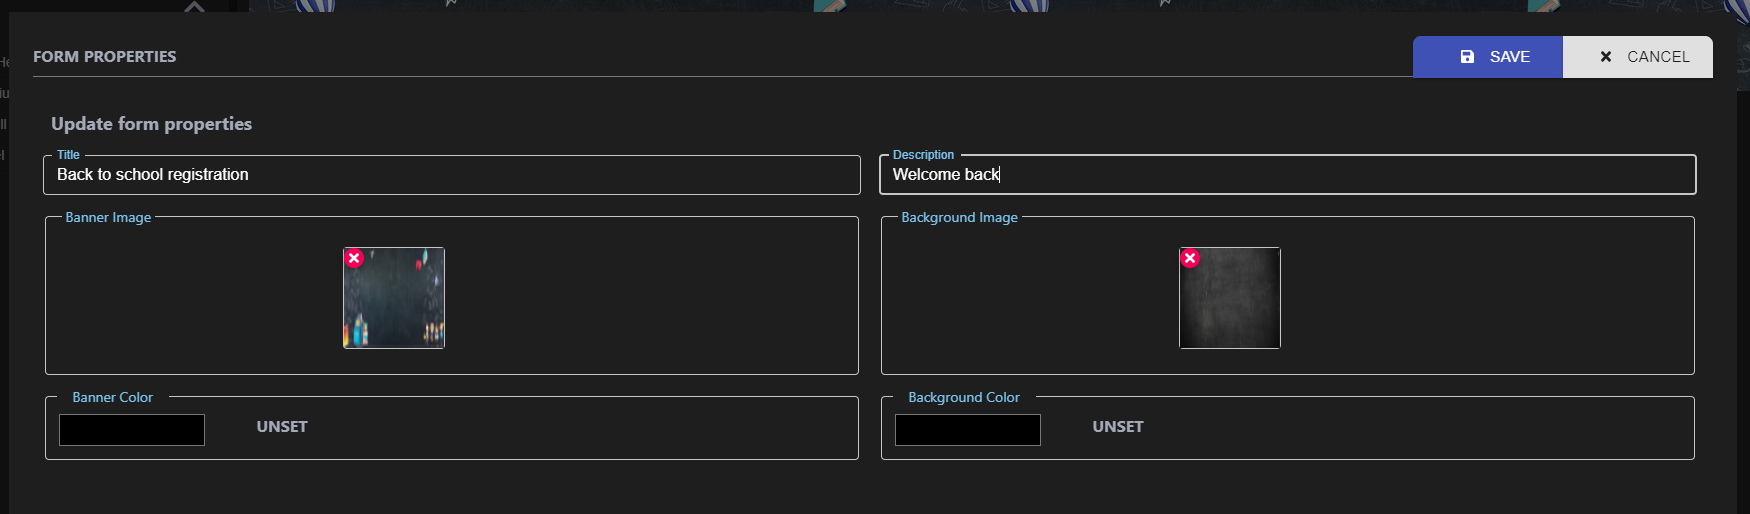 FORM PROPERTIES
SAVE
CANCEL
Update form properties
Title
Back to school registration
Description
Welcome back
Banner Image
Background Image
Banner Color
UNSET
Background Color
UNSET